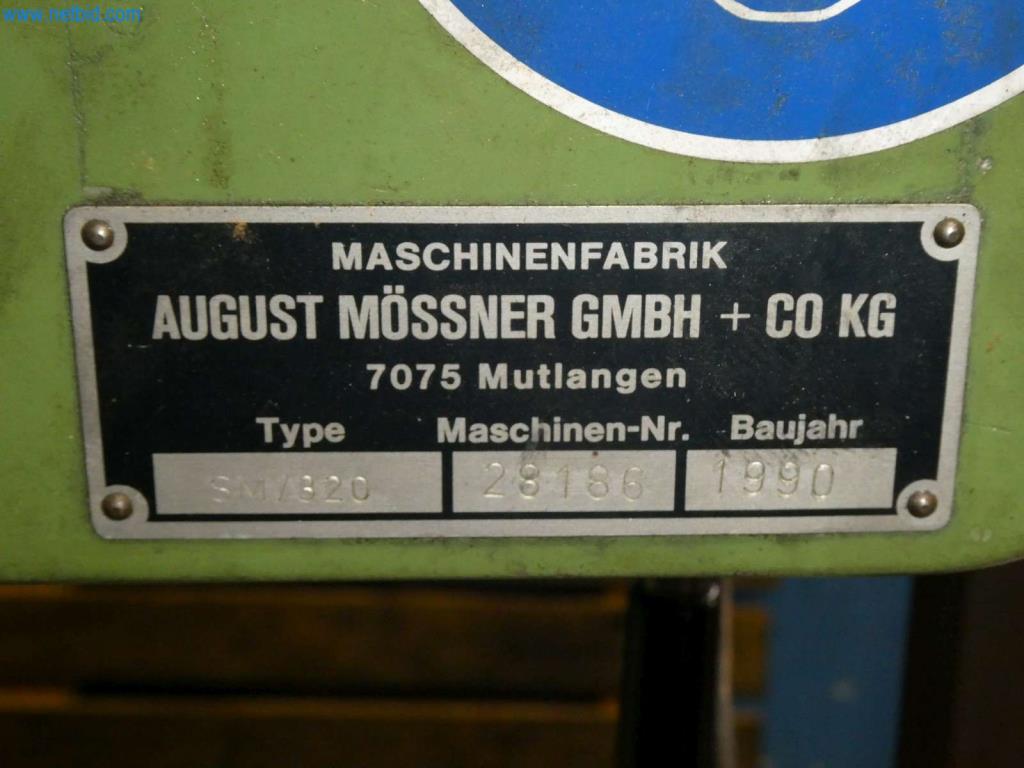 www.netbid.com
MASCHINENFABRIK
AUGUST MÖSSNER GMBH + CO KG
7075 Mutlangen
Type Maschinen-Nr. Baujahr
SM/320 28186 1990